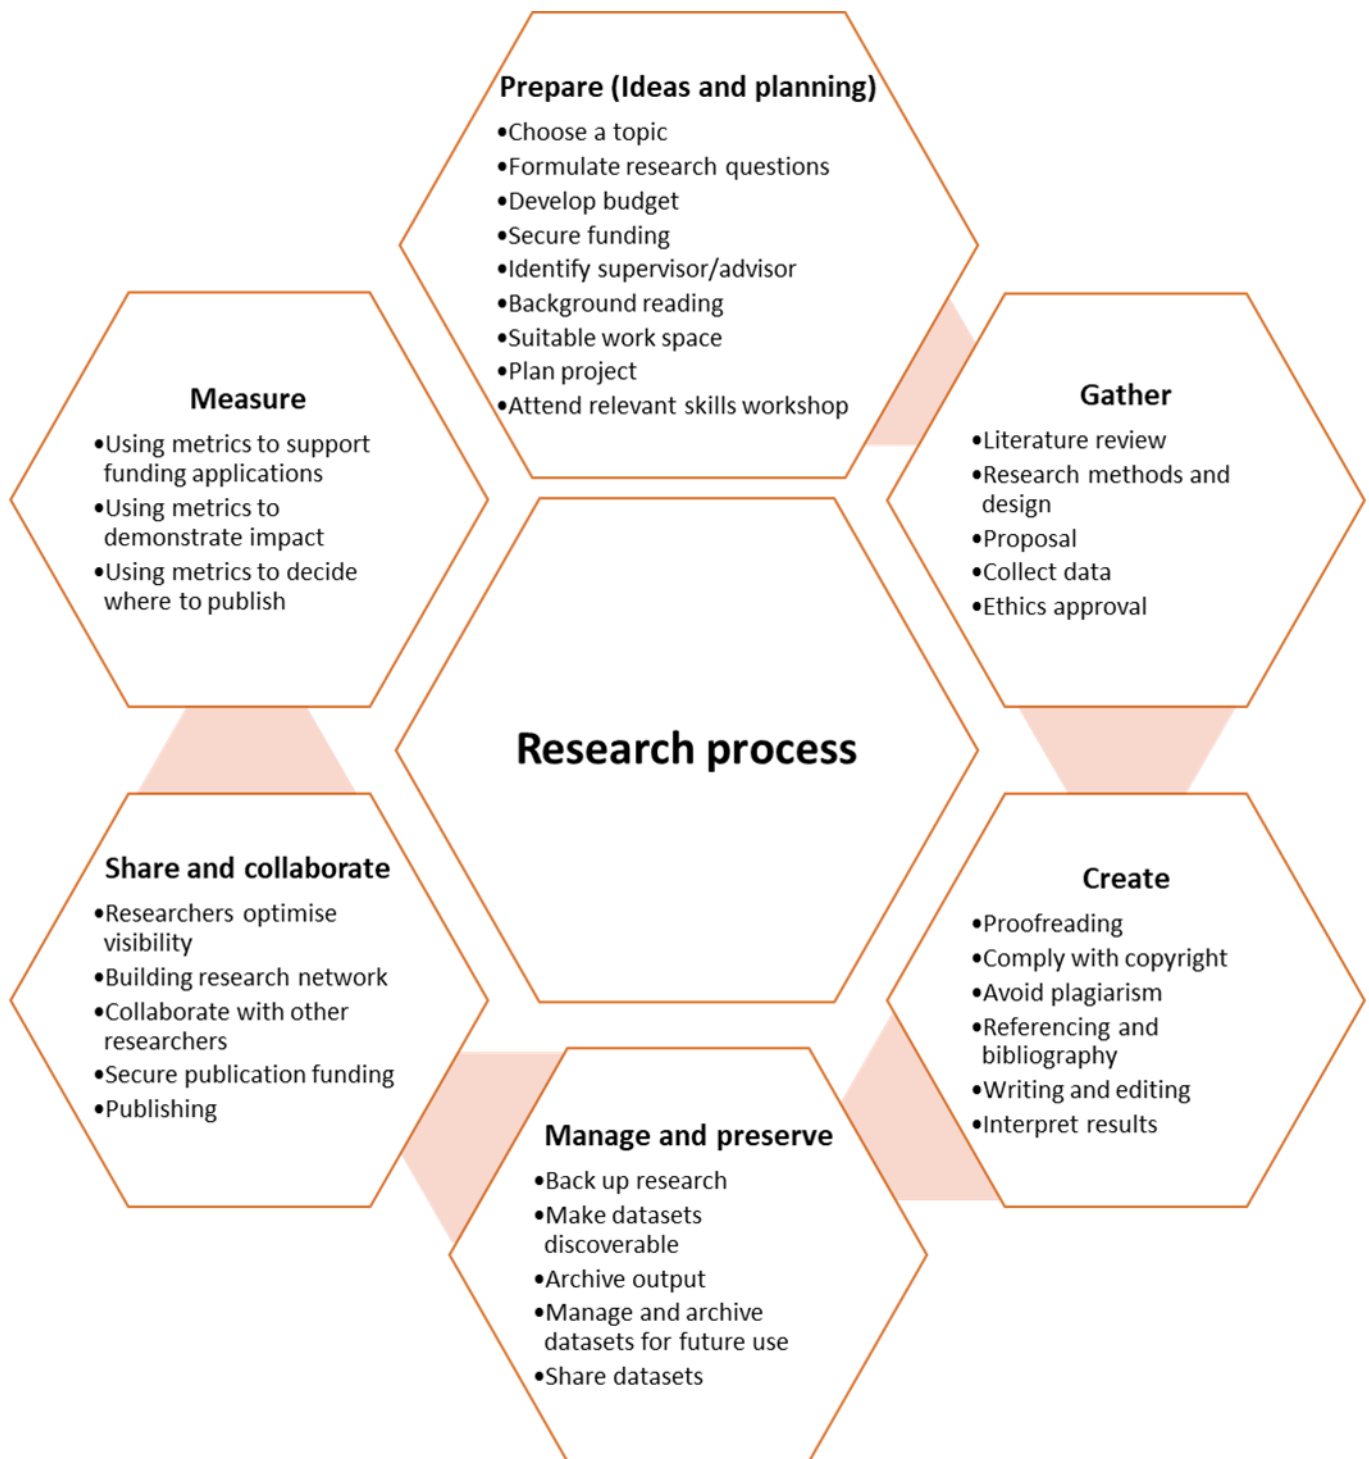 Prepare (Ideas and planning)
•Choose a topic
•Formulate research questions
•Develop budget
•Secure funding
•Identify supervisor/advisor
•Background reading
•Suitable work space
•Plan project
•Attend relevant skills workshop
Gather
•Literature review
•Research methods and
design
•Proposal
•Collect data
•Ethics approval
Create
•Proofreading
•Comply with copyright
•Avoid plagiarism
•Referencing and
bibliography
•Writing and editing
•Interpret results
Manage and preserve
•Back up research
•Make datasets
discoverable
•Archive output
•Manage and archive
datasets for future use
•Share datasets
Share and collaborate
•Researchers optimise
visibility
•Building research network
•Collaborate with other
researchers
•Secure publication funding
•Publishing
Measure
•Using metrics to support
funding applications
•Using metrics to
demonstrate impact
•Using metrics to decide
where to publish
Research process